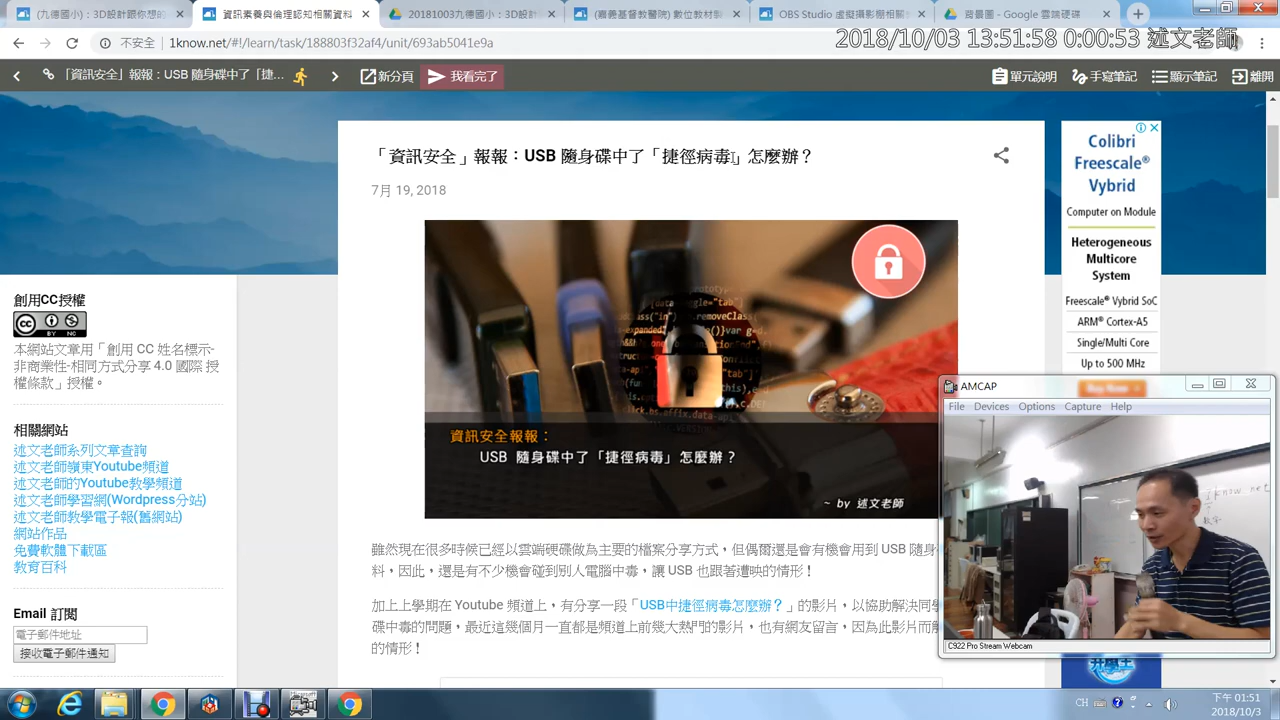 (九德國小)：3D設計跟你想的
資訊素養與倫理認知相關資料
20181003九德國小：3D設計
(嘉義基督教醫院) 數位教材製
OBS Studio 虛擬攝影棚相關
背景圖 - Google 雲端硬碟
不安全
1know.net/#!/learn/task/188803f32af4/unit/693ab5041e9a
2018/10/03 13:51:58 0:00:53 述文老師
「資訊安全」報報：USB 隨身碟中了「捷...
新分頁
我看完了
單元說明
手寫筆記
顯示筆記
離開
「資訊安全」報報：USB 隨身碟中了「捷徑病毒」怎麼辦？
7月 19, 2018
資訊安全報報：
USB 隨身碟中了「捷徑病毒」怎麼辦？
~ by 述文老師
雖然現在很多時候已經以雲端硬碟做為主要的檔案分享方式，但偶爾還是會有機會用到 USB 隨身
料，因此，還是有不少機會碰到別人電腦中毒，讓 USB 也跟著遭殃的情形！
加上上學期在 Youtube 頻道上，有分享一段「USB中捷徑病毒怎麼辦？」的影片，以協助解決同學
碟中毒的問題，最近這幾個月一直都是頻道上前幾大熱門的影片，也有網友留言，因為此影片而解
的情形！
創用CC授權
CC BY NC
本網站文章用「創用 CC 姓名標示-
非商業性-相同方式分享 4.0 國際 授
權條款」授權。
相關網站
述文老師系列文章查詢
述文老師嶺東Youtube頻道
述文老師的Youtube教學頻道
述文老師學習網(Wordpress分站)
述文老師教學電子報(舊網站)
網站作品
免費軟體下載區
教育百科
Email 訂閱
電子郵件地址
接收電子郵件通知
Colibri
Freescale®
Vybrid
Computer on Module
Heterogeneous
Multicore
System
Freescale® Vybrid SoC
ARM® Cortex-A5
Single/Multi Core
Up to 500 MHz
Buy Now
AMCAP
File Devices Options Capture Help
1know.net
C922 Pro Stream Webcam
升學王
CH
下午 01:51
2018/10/3